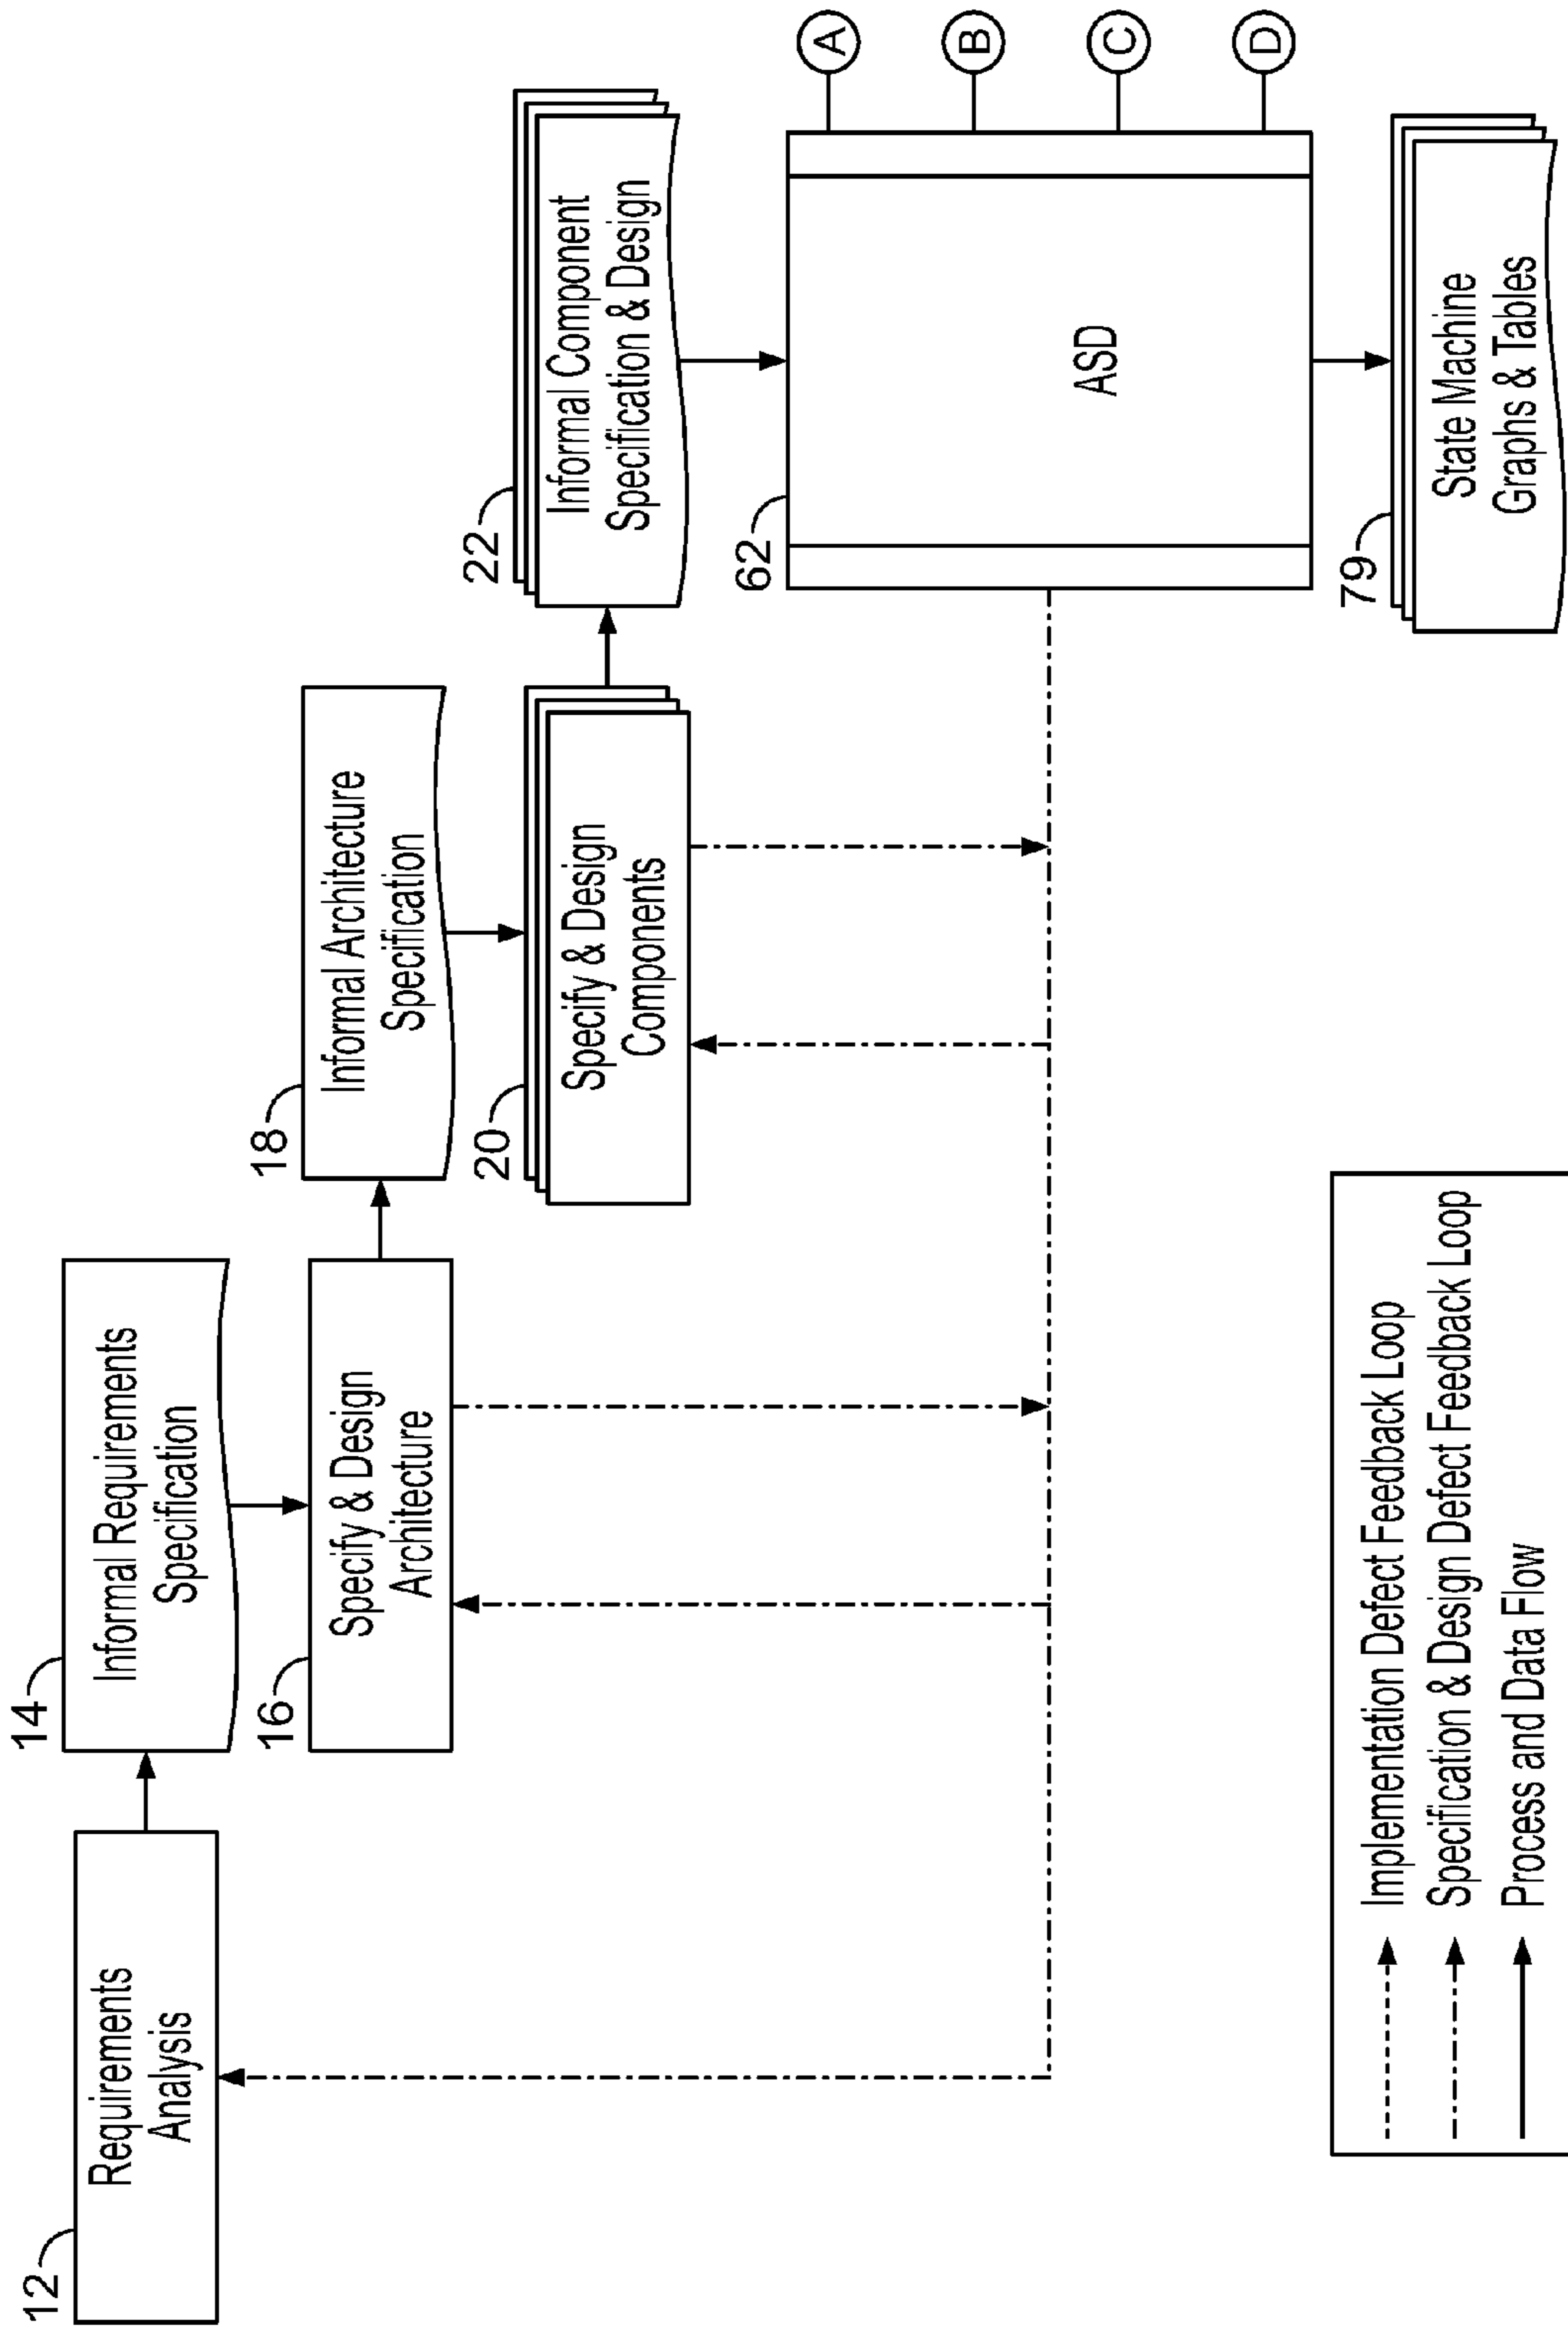 12
Requirements
Analysis
14
Informal Requirements
Specification
16
Specify & Design
Architecture
18
Informal Architecture
Specification
20
Specify & Design
Components
22
Informal Component
Specification & Design
62
ASD
A
B
C
D
79
State Machine
Graphs & Tables
Implementation Defect Feedback Loop
Specification & Design Defect Feedback Loop
Process and Data Flow